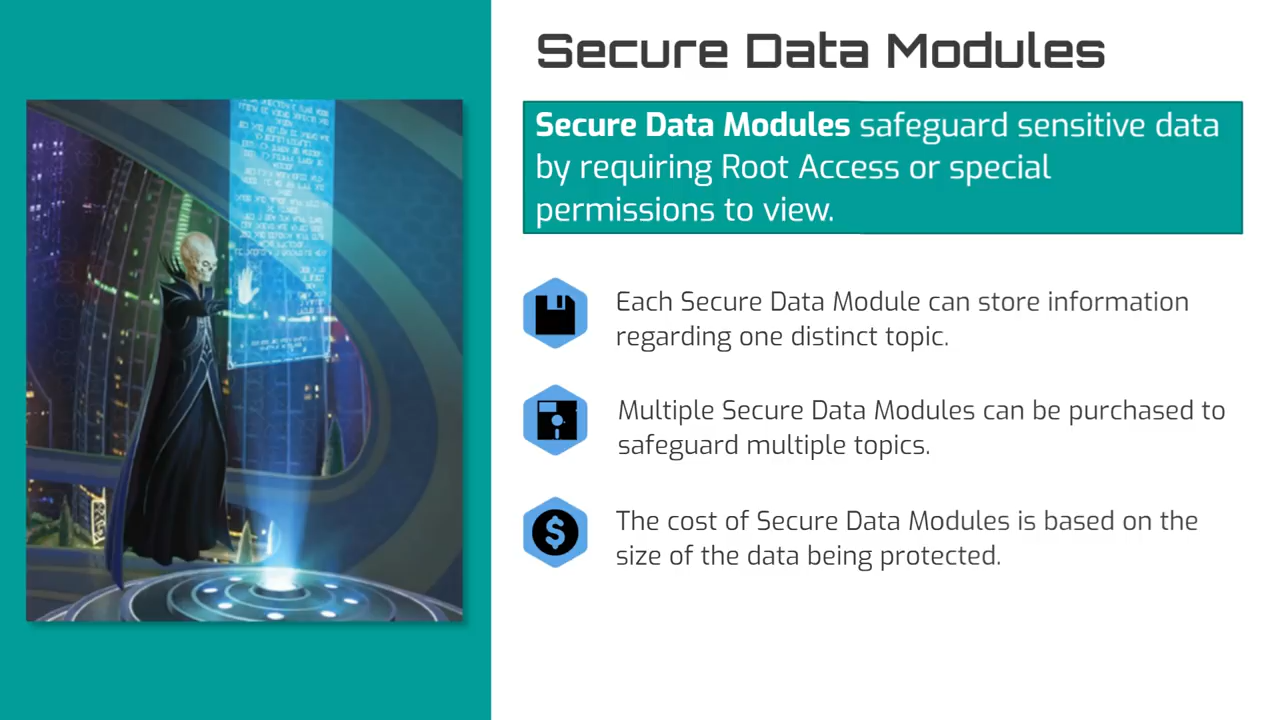 Secure Data Modules
Secure Data Modules safeguard sensitive data
by requiring Root Access or special
permissions to view.
Each Secure Data Module can store information
regarding one distinct topic.
Multiple Secure Data Modules can be purchased to
safeguard multiple topics.
The cost of Secure Data Modules is based on the
size of the data being protected.